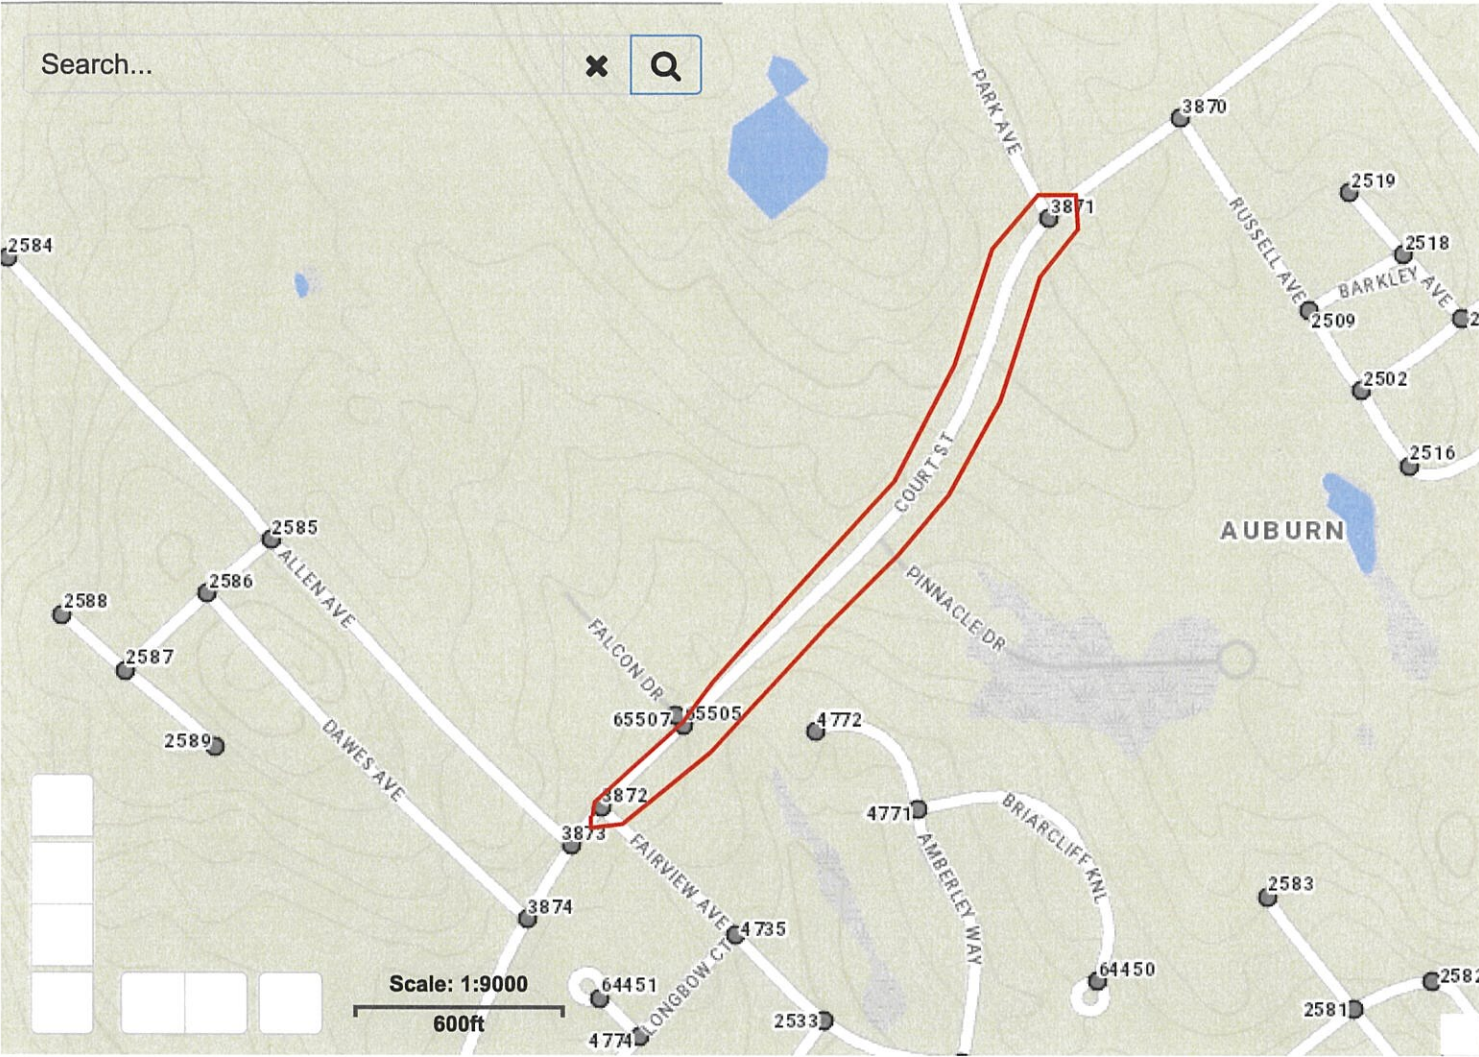 Search...
PARK AVE
3870
2519
RUSSELL AVE
3871
2518
2584
BARKLEY AVE
2509
2
2502
COURT ST
2516
2585
AUBURN
ALLEN AVE
2586
PINNACLE DR
2588
FALCON DR
2587
65507
65505
4772
DAWES AVE
2589
3872
BRIARCLIFF KNL
4771
3873
FAIRVIEW AVE
AMBERLEY WAY
2583
3874
4735
LONGBOW CT
64450
2582
Scale: 1:9000
64451
2581
600ft
2533
4774